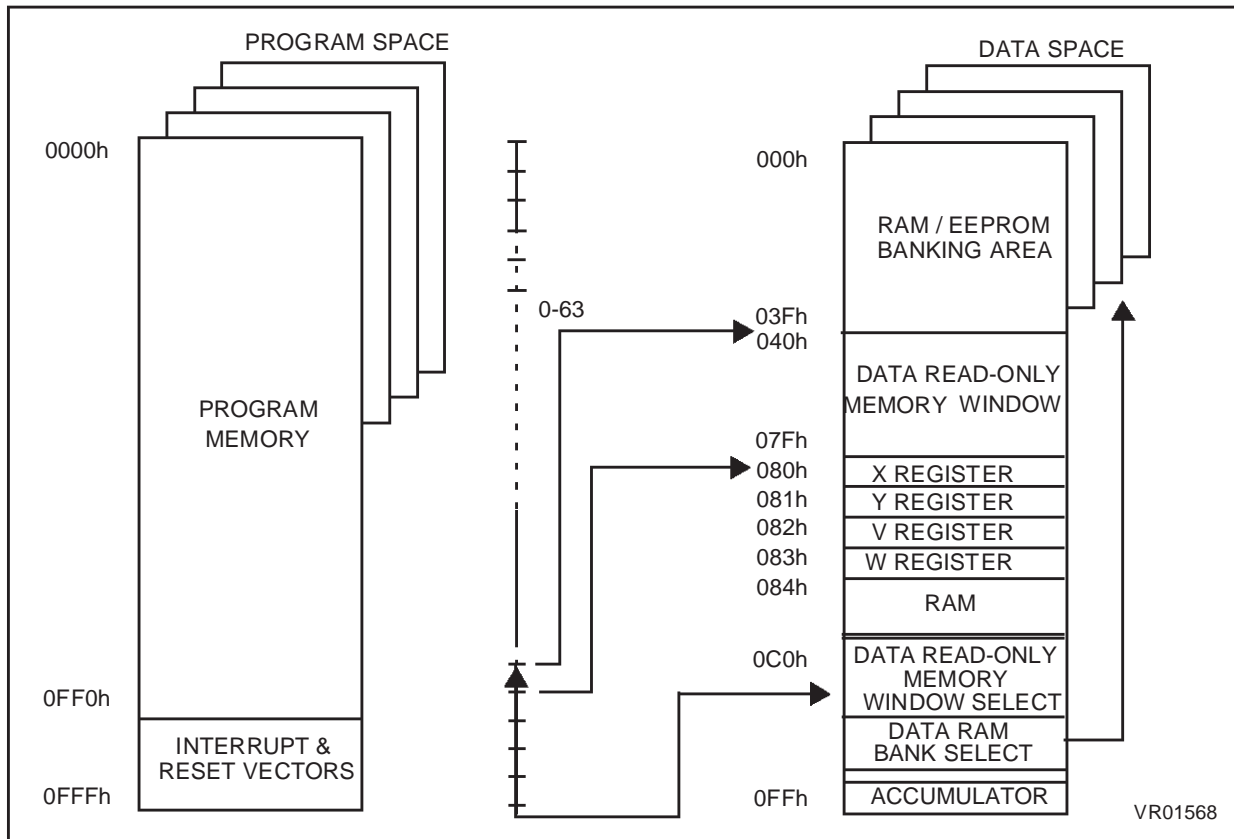 PROGRAM SPACE
0000h
PROGRAM
MEMORY
0FF0h
INTERRUPT &
RESET VECTORS
0FFFh
0-63
DATA SPACE
000h
RAM / EEPROM
BANKING AREA
03Fh
040h
DATA READ-ONLY
MEMORY WINDOW
07Fh
080h
X REGISTER
081h
Y REGISTER
082h
V REGISTER
083h
W REGISTER
084h
RAM
0C0h
DATA READ-ONLY
MEMORY
WINDOW SELECT
DATA RAM
BANK SELECT
0FFh
ACCUMULATOR
VR01568